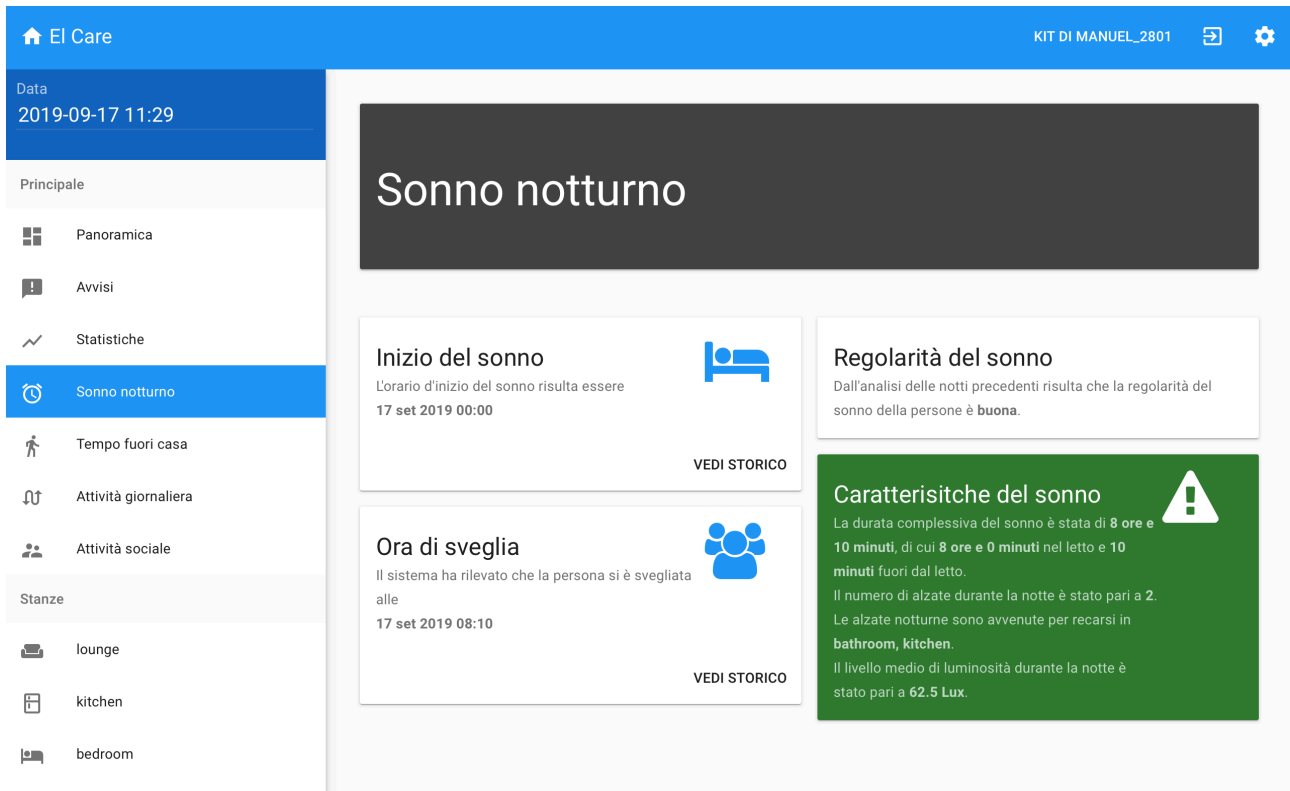 El Care
KIT DI MANUEL_2801
Data
2019-09-17 11:29
Principale
Panoramica
Avvisi
Statistiche
Sonno notturno
Tempo fuori casa
Attività giornaliera
Attività sociale
Stanze
lounge
kitchen
bedroom
Sonno notturno
Inizio del sonno
L'orario d'inizio del sonno risulta essere
17 set 2019 00:00
VEDI STORICO
Ora di sveglia
Il sistema ha rilevato che la persona si è svegliata
alle
17 set 2019 08:10
VEDI STORICO
Regolarità del sonno
Dall'analisi delle notti precedenti risulta che la regolarità del
sonno della persone è buona.
Caratterisitche del sonno
La durata complessiva del sonno è stata di 8 ore e
10 minuti, di cui 8 ore e 0 minuti nel letto e 10
minuti fuori dal letto.
Il numero di alzate durante la notte è stato pari a 2.
Le alzate notturne sono avvenute per recarsi in
bathroom, kitchen.
Il livello medio di luminosità durante la notte è
stato pari a 62.5 Lux.